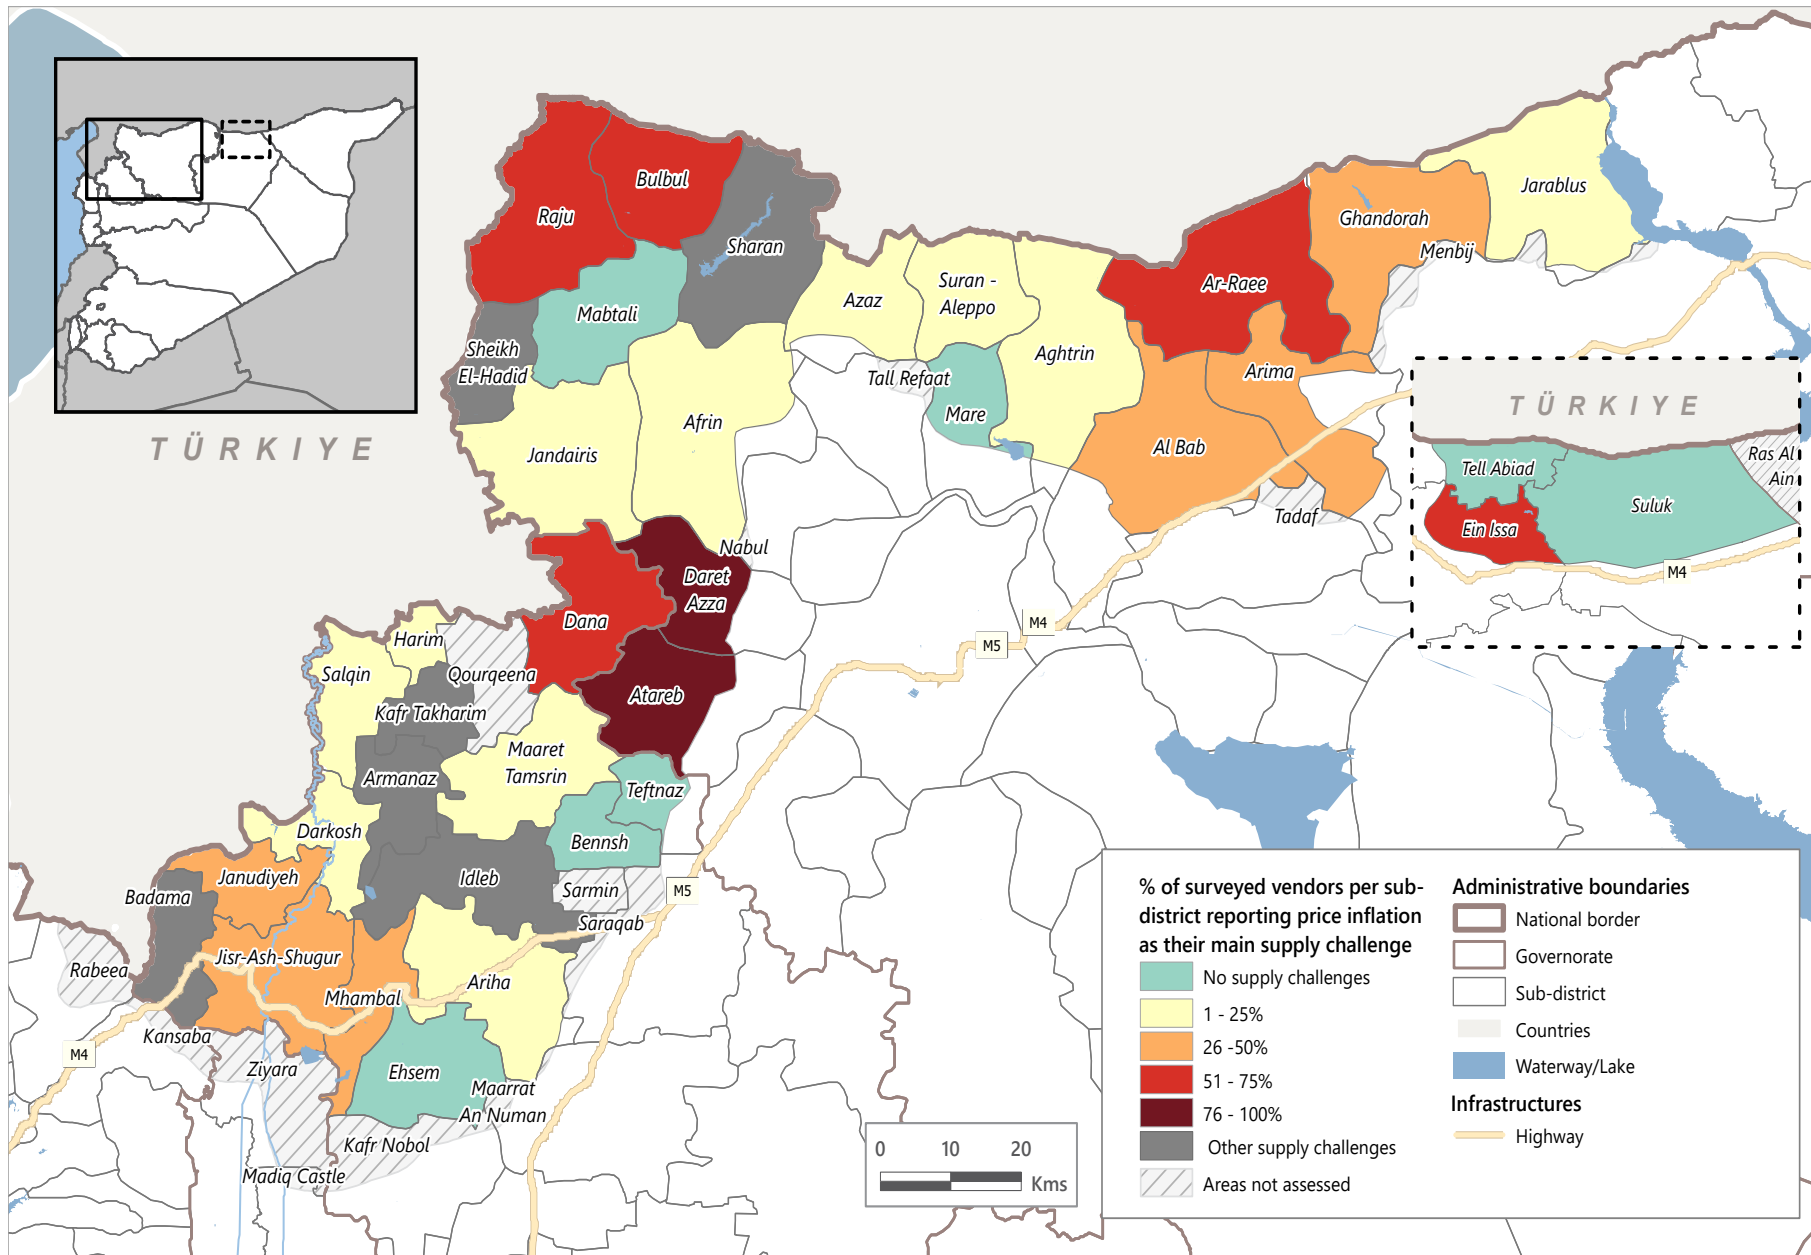 Raju
Bulbul
Sharan
Mabtali
Sheikh
El-Hadid
Azaz
Suran -
Aleppo
Aghtrin
Ar-Raee
Ghandorah
Menbij
Jarablus
Tall Refaat
Mare
Arima
Al Bab
Tadaf
Afrin
Jandairis
Nabul
TÜRKIYE
TÜRKIYE
Tell Abiad
Ras Al
Ain
Suluk
Ein Issa
M4
Daret
Azza
Dana
Atareb
M4
M5
Harim
Salqin
Qourqeena
Kafr Takharim
Maaret
Tamsrin
Armanaz
Teftnaz
Bennsh
Darkosh
Janudiyeh
Idleb
Sarmin
M5
Badama
Saraqab
Jisr-Ash-Shugur
Rabeea
Ariha
Mhambal
Kansaba
M4
Ziyara
Ehsem
Maarrat
An Numan
Kafr Nobol
Madiq Castle
0 10 20
Kms
% of surveyed vendors per sub-
district reporting price inflation
as their main supply challenge
No supply challenges
1 - 25%
26 -50%
51 - 75%
76 - 100%
Other supply challenges
Areas not assessed
Administrative boundaries
National border
Governorate
Sub-district
Countries
Waterway/Lake
Infrastructures
Highway